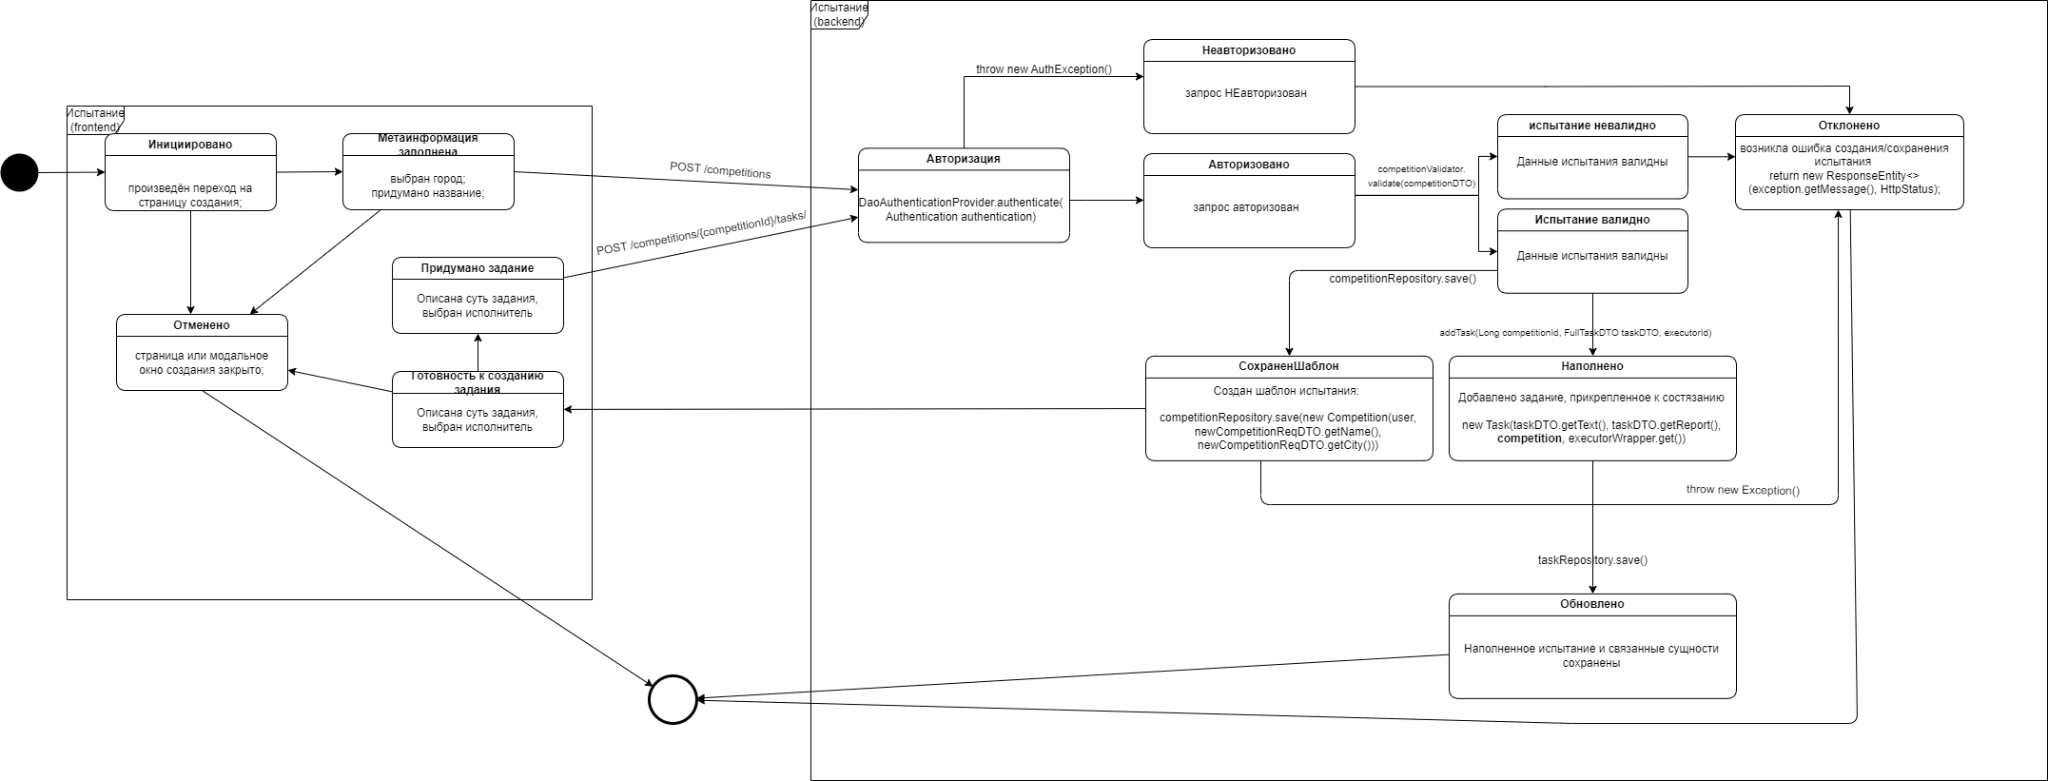 Испытание
(frontend)
Инициировано
произведён переход на
страницу создания;
Метаинформация
заполнена
выбран город;
придумано название;
Отменено
страница или модальное
окно создания закрыто;
Придумано задание
Описана суть задания,
выбран исполнитель
Готовность к созданию
задания
Описана суть задания,
выбран исполнитель
POST /competitions
POST /competitions/{competitionId}/tasks/
Испытание
(backend)
Авторизация
DaoAuthenticationProvider.authenticate(
Authentication authentication)
throw new AuthException()
Неавторизовано
запрос НЕавторизован
Авторизовано
запрос авторизован
competitionValidator.
validate(competitionDTO)
испытание невалидно
Данные испытания валидны
Испытание валидно
Данные испытания валидны
Отклонено
возникла ошибка создания/сохранения
испытания
return new ResponseEntity<>
(exception.getMessage(), HttpStatus);
competitionRepository.save()
addTask(Long competitionId, FullTaskDTO taskDTO, executorId)
СохраненШаблон
Создан шаблон испытания:
competitionRepository.save(new Competition(user,
newCompetitionReqDTO.getName(),
newCompetitionReqDTO.getCity()))
Наполнено
Добавлено задание, прикрепленное к состязанию
new Task(taskDTO.getText(), taskDTO.getReport(),
competition, executorWrapper.get())
throw new Exception()
taskRepository.save()
Обновлено
Наполненное испытание и связанные сущности
сохранены